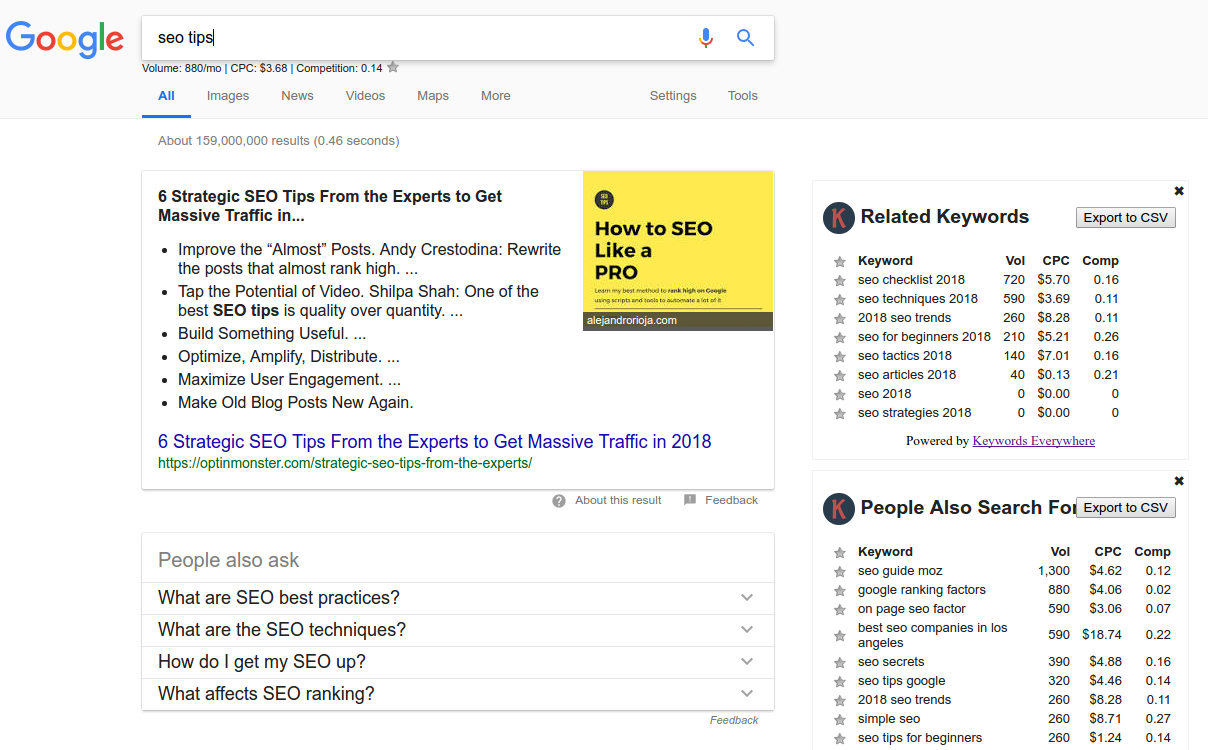 Google
seo tips
Volume: 880/mo | CPC: $3.68 | Competition: 0.14
All Images News Videos Maps More Settings Tools
About 159,000,000 results (0.46 seconds)
6 Strategic SEO Tips From the Experts to Get
Massive Traffic in...
Improve the “Almost” Posts. Andy Crestodina: Rewrite
the posts that almost rank high. ...
Tap the Potential of Video. Shilpa Shah: One of the
best SEO tips is quality over quantity. ...
Build Something Useful. ...
Optimize, Amplify, Distribute. ...
Maximize User Engagement. ...
Make Old Blog Posts New Again.
SEO
TIPS
How to SEO
Like a
PRO
Learn my best method to rank high on Google
using scripts and tools to automate a lot of it
alejandrorioja.com
6 Strategic SEO Tips From the Experts to Get Massive Traffic in 2018
https://optinmonster.com/strategic-seo-tips-from-the-experts/
About this result Feedback
People also ask
What are SEO best practices?
What are the SEO techniques?
How do I get my SEO up?
What affects SEO ranking?
Feedback
K Related Keywords Export to CSV
Keyword Vol CPC Comp
seo checklist 2018 720 $5.70 0.16
seo techniques 2018 590 $3.69 0.11
2018 seo trends 260 $8.28 0.11
seo for beginners 2018 210 $5.21 0.26
seo tactics 2018 140 $7.01 0.16
seo articles 2018 40 $0.13 0.21
seo 2018 0 $0.00 0
seo strategies 2018 0 $0.00 0
Powered by Keywords Everywhere
K People Also Search For Export to CSV
Keyword Vol CPC Comp
seo guide moz 1,300 $4.62 0.12
google ranking factors 880 $4.06 0.02
on page seo factor 590 $3.06 0.07
best seo companies in los
angeles 590 $18.74 0.22
seo secrets 390 $4.88 0.16
seo tips google 320 $4.46 0.14
2018 seo trends 260 $8.28 0.11
simple seo 260 $8.71 0.27
seo tips for beginners 260 $1.24 0.14